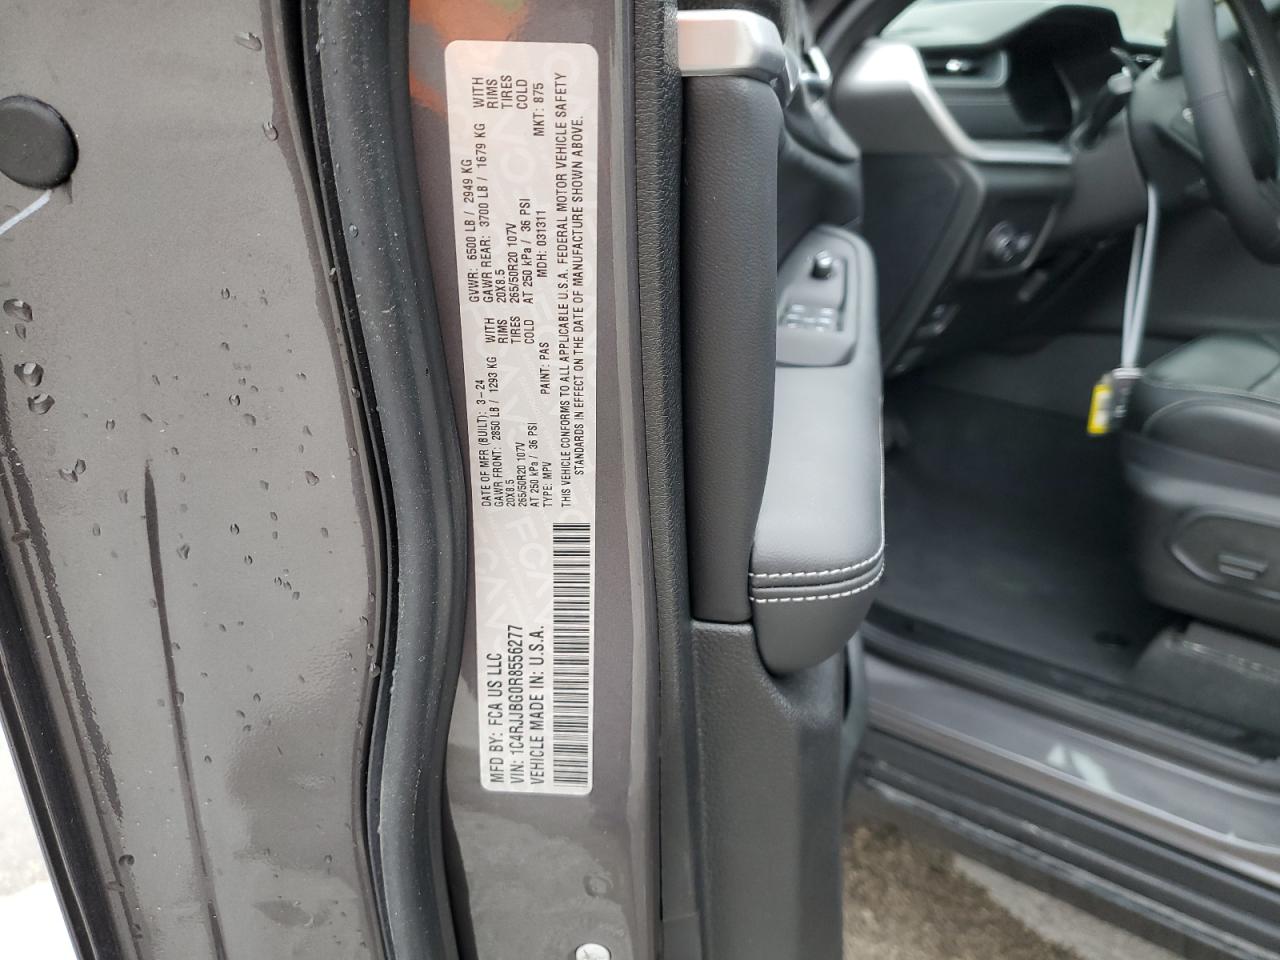 MFD BY: FCA US LLC
VIN: 1C4RJJBG0R8556277
VEHICLE MADE IN: U.S.A.
DATE OF MFR (BUILT): 3-24 GVWR: 6500 LB / 2949 KG
GAWR FRONT: 2850 LB / 1293 KG WITH GAWR REAR: 3700 LB / 1679 KG WITH
20X8.5 RIMS 20X8.5 RIMS
265/50R20 107V TIRES 265/50R20 107V TIRES
AT 250 kPa / 36 PSI COLD AT 250 kPa / 36 PSI COLD
TYPE: MPV PAINT: PAS MDH: 031311 MKT: 875
THIS VEHICLE CONFORMS TO ALL APPLICABLE U.S.A. FEDERAL MOTOR VEHICLE SAFETY
STANDARDS IN EFFECT ON THE DATE OF MANUFACTURE SHOWN ABOVE.